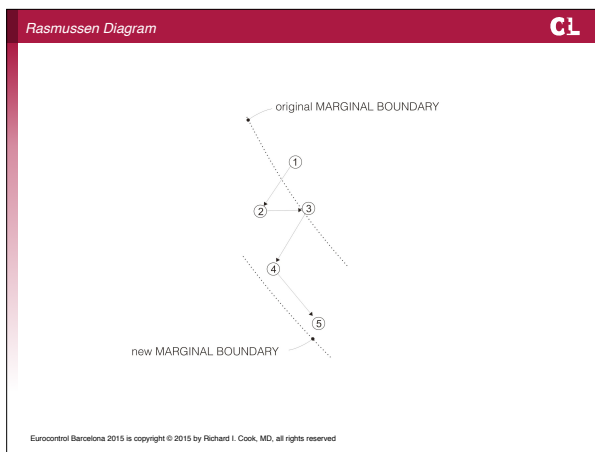 Rasmussen Diagram
CL
original MARGINAL BOUNDARY
1
2
3
4
5
new MARGINAL BOUNDARY
Eurocontrol Barcelona 2015 is copyright © 2015 by Richard I. Cook, MD, all rights reserved